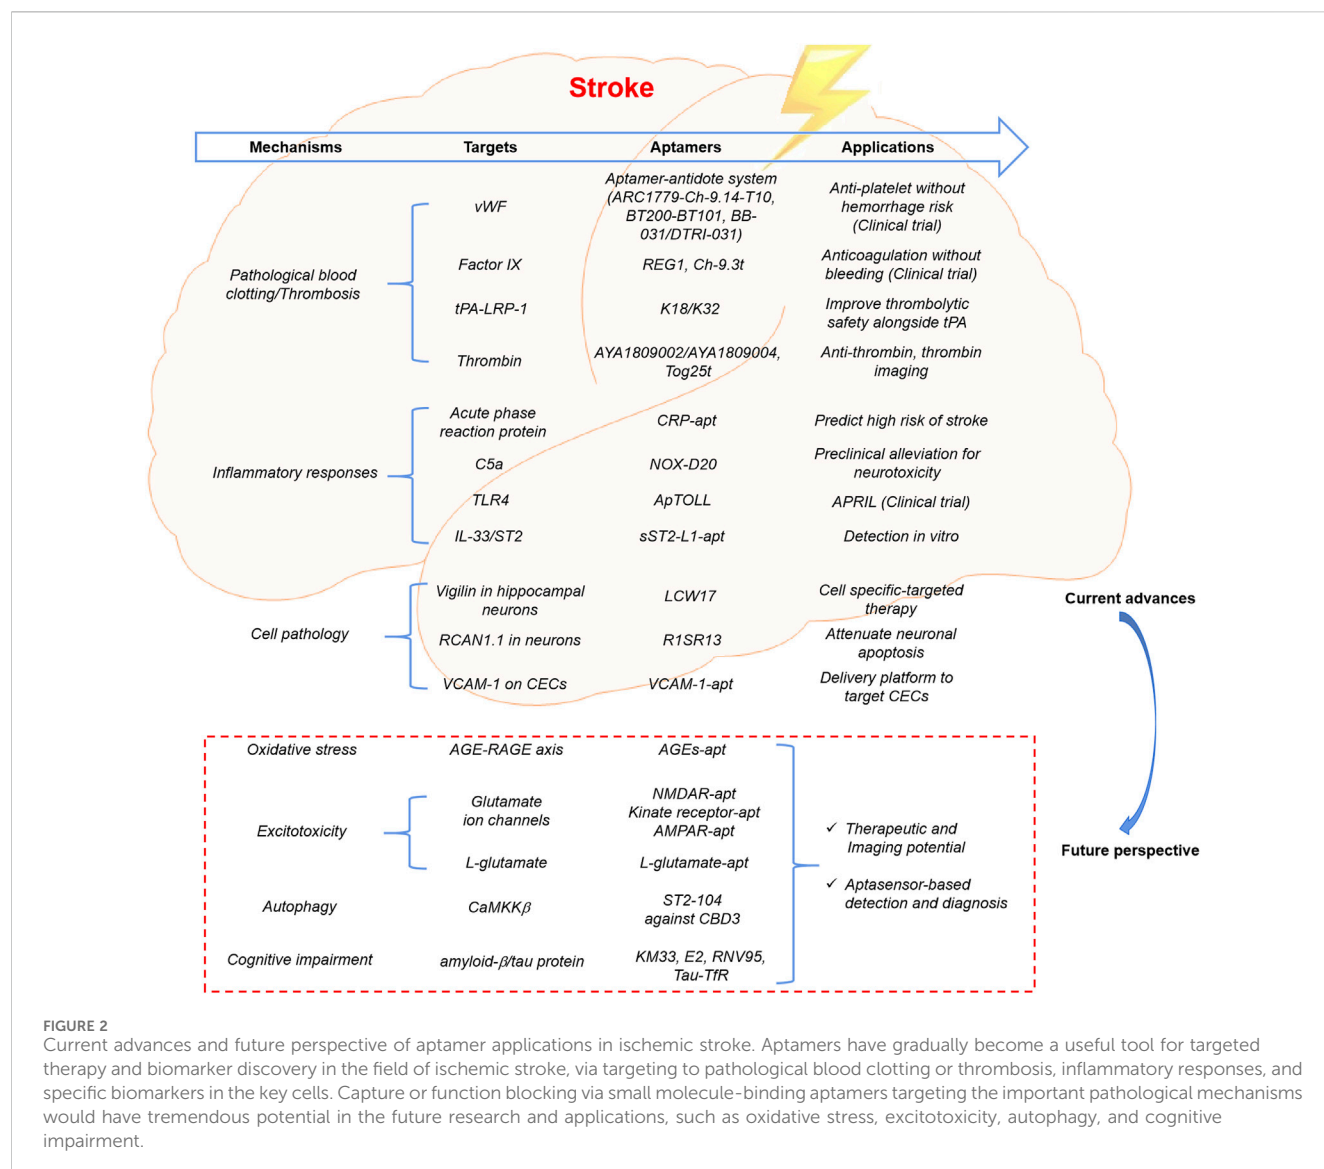 Stroke
Mechanisms Targets Aptamers Applications
Pathological blood
clotting/Thrombosis
vWF
Aptamer-antidote system
(ARC1779-Ch-9.14-T10,
BT200-BT101, BB-
031/DTRI-031)
Anti-platelet without
hemorrhage risk
(Clinical trial)
Factor IX
REG1, Ch-9.3t
Anticoagulation without
bleeding (Clinical trial)
tPA-LRP-1
K18/K32
Improve thrombolytic
safety alongside tPA
Thrombin
AYA1809002/AYA1809004,
Tog25t
Anti-thrombin, thrombin
imaging
Inflammatory responses
Acute phase
reaction protein
CRP-apt
Predict high risk of stroke
C5a
NOX-D20
Preclinical alleviation for
neurotoxicity
TLR4
ApTOLL
APRIL (Clinical trial)
IL-33/ST2
sST2-L1-apt
Detection in vitro
Cell pathology
Vigilin in hippocampal
neurons
LCW17
Cell specific-targeted
therapy
RCAN1.1 in neurons
R1SR13
Attenuate neuronal
apoptosis
VCAM-1 on CECs
VCAM-1-apt
Delivery platform to
target CECs
Current advances
Future perspective
Oxidative stress
AGE-RAGE axis
AGEs-apt
Excitotoxicity
Glutamate
ion channels
NMDAR-apt
Kinate receptor-apt
AMPAR-apt
L-glutamate
L-glutamate-apt
Autophagy
CaMKKβ
ST2-104
against CBD3
Cognitive impairment
amyloid-β/tau protein
KM33, E2, RNV95,
Tau-TfR
✓ Therapeutic and
Imaging potential
✓ Aptasensor-based
detection and diagnosis
FIGURE 2
Current advances and future perspective of aptamer applications in ischemic stroke. Aptamers have gradually become a useful tool for targeted
therapy and biomarker discovery in the field of ischemic stroke, via targeting to pathological blood clotting or thrombosis, inflammatory responses, and
specific biomarkers in the key cells. Capture or function blocking via small molecule-binding aptamers targeting the important pathological mechanisms
would have tremendous potential in the future research and applications, such as oxidative stress, excitotoxicity, autophagy, and cognitive
impairment.